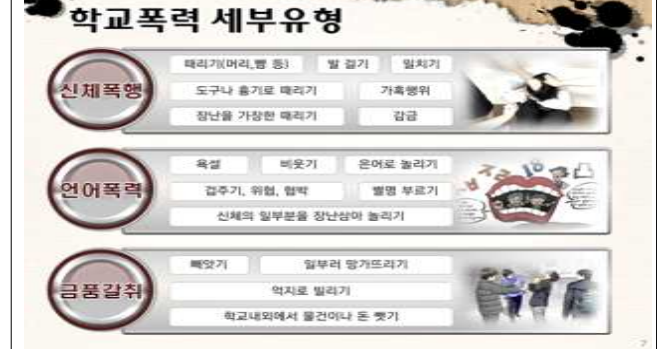 학교폭력 세부유형
신체폭행
때리기(머리,뺨 등) 발 걸기 밀치기
도구나 흉기로 때리기 가혹행위
장난을 가장한 때리기 감금
언어폭력
욕설 비웃기 은어로 놀리기
겁주기, 위협, 협박 별명 부르기
신체의 일부분을 장난삼아 놀리기
금품갈취
빼앗기 일부러 망가뜨리기
억지로 빌리기
학교내외에서 물건이나 돈 뺏기
7